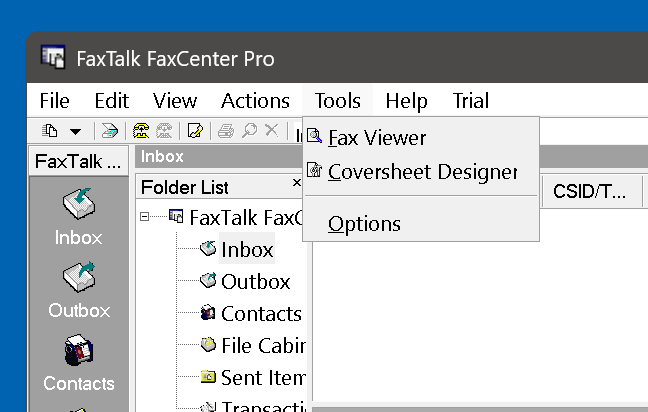 FaxTalk FaxCenter Pro
File Edit View Actions Tools Help Trial
Fax Viewer
Coversheet Designer
Options
FaxTalk ...
Inbox
Folder List
CSID/T...
FaxTalk FaxC
Inbox
Outbox
Contacts
File Cabin
Sent Item
Transacti
Inbox
Outbox
Contacts